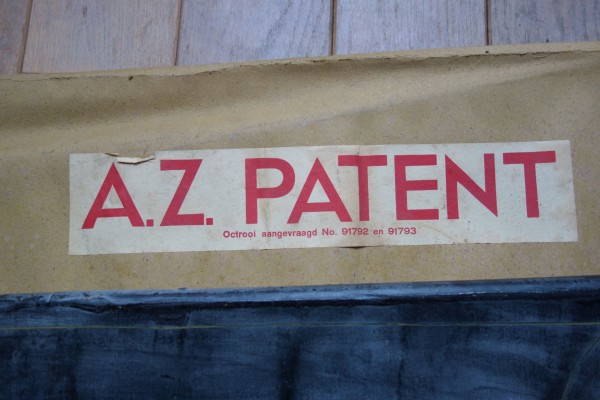 A.Z. PATENT
Octrooi aangevraagd No. 91792 en 91793